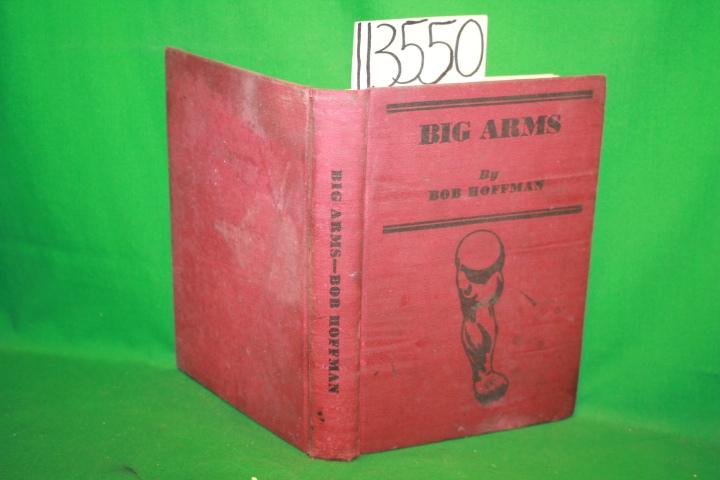 113550
BIG ARMS
By
BOB HOFFMAN
BIG ARMS—BOB HOFFMAN